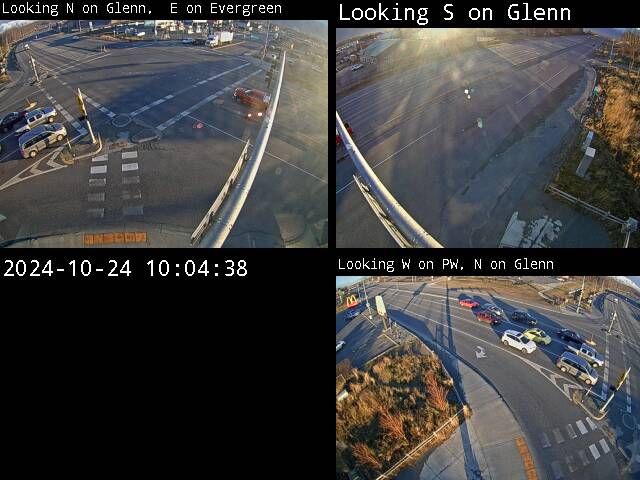 Looking N on Glenn,  E on Evergreen
Looking S on Glenn
2024-10-24 10:04:38
Looking W on PW, N on Glenn